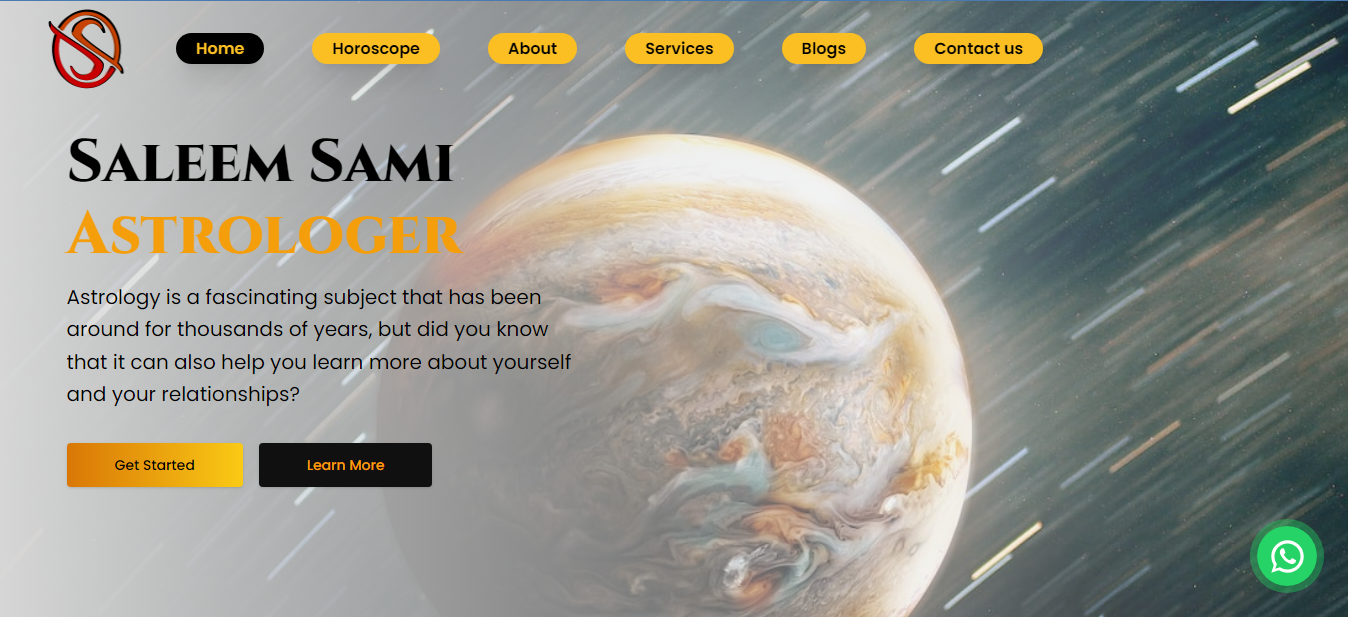 Home
Horoscope
About
Services
Blogs
Contact us
Saleem Sami
Astrologer
Astrology is a fascinating subject that has been
around for thousands of years, but did you know
that it can also help you learn more about yourself
and your relationships?
Get Started
Learn More